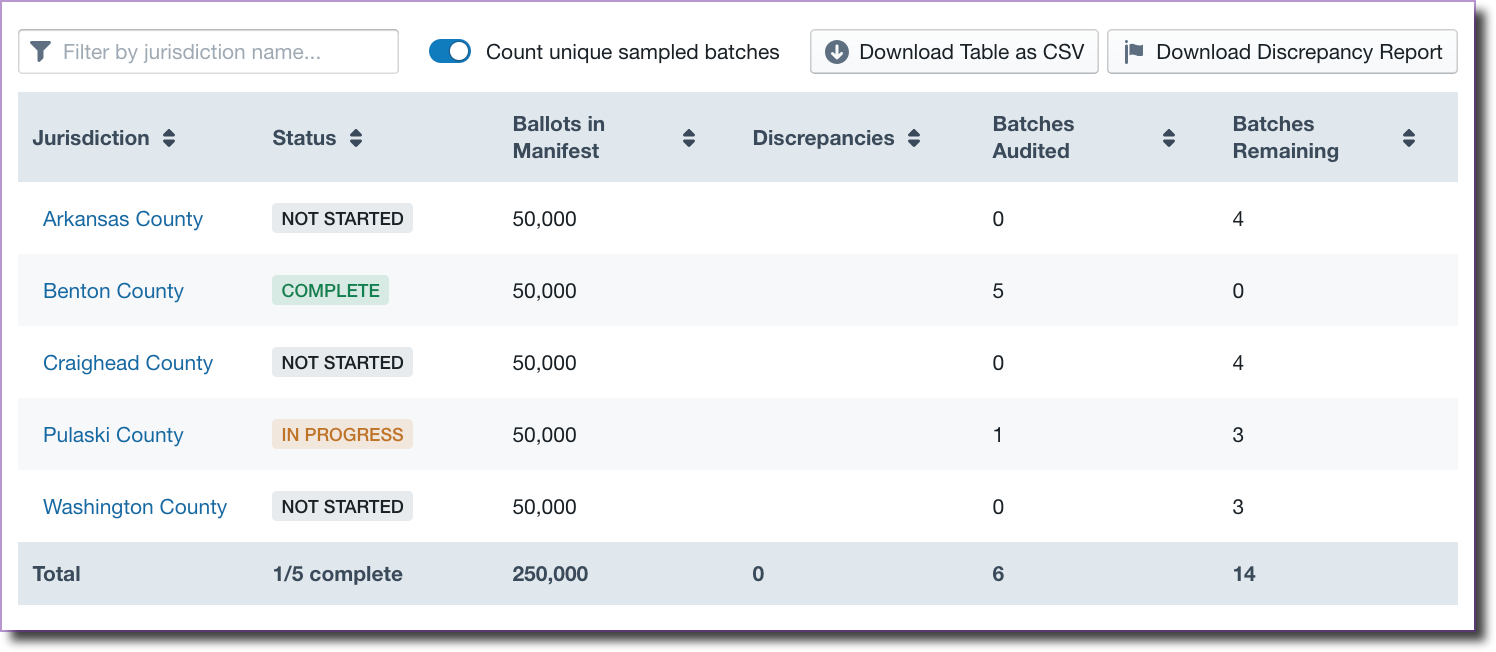 Filter by jurisdiction name... Count unique sampled batches Download Table as CSV Download Discrepancy Report
Jurisdiction Status Ballots in Manifest Discrepancies Batches Audited Batches Remaining
Arkansas County NOT STARTED 50,000 0 4
Benton County COMPLETE 50,000 5 0
Craighead County NOT STARTED 50,000 0 4
Pulaski County IN PROGRESS 50,000 1 3
Washington County NOT STARTED 50,000 0 3
Total 1/5 complete 250,000 0 6 14